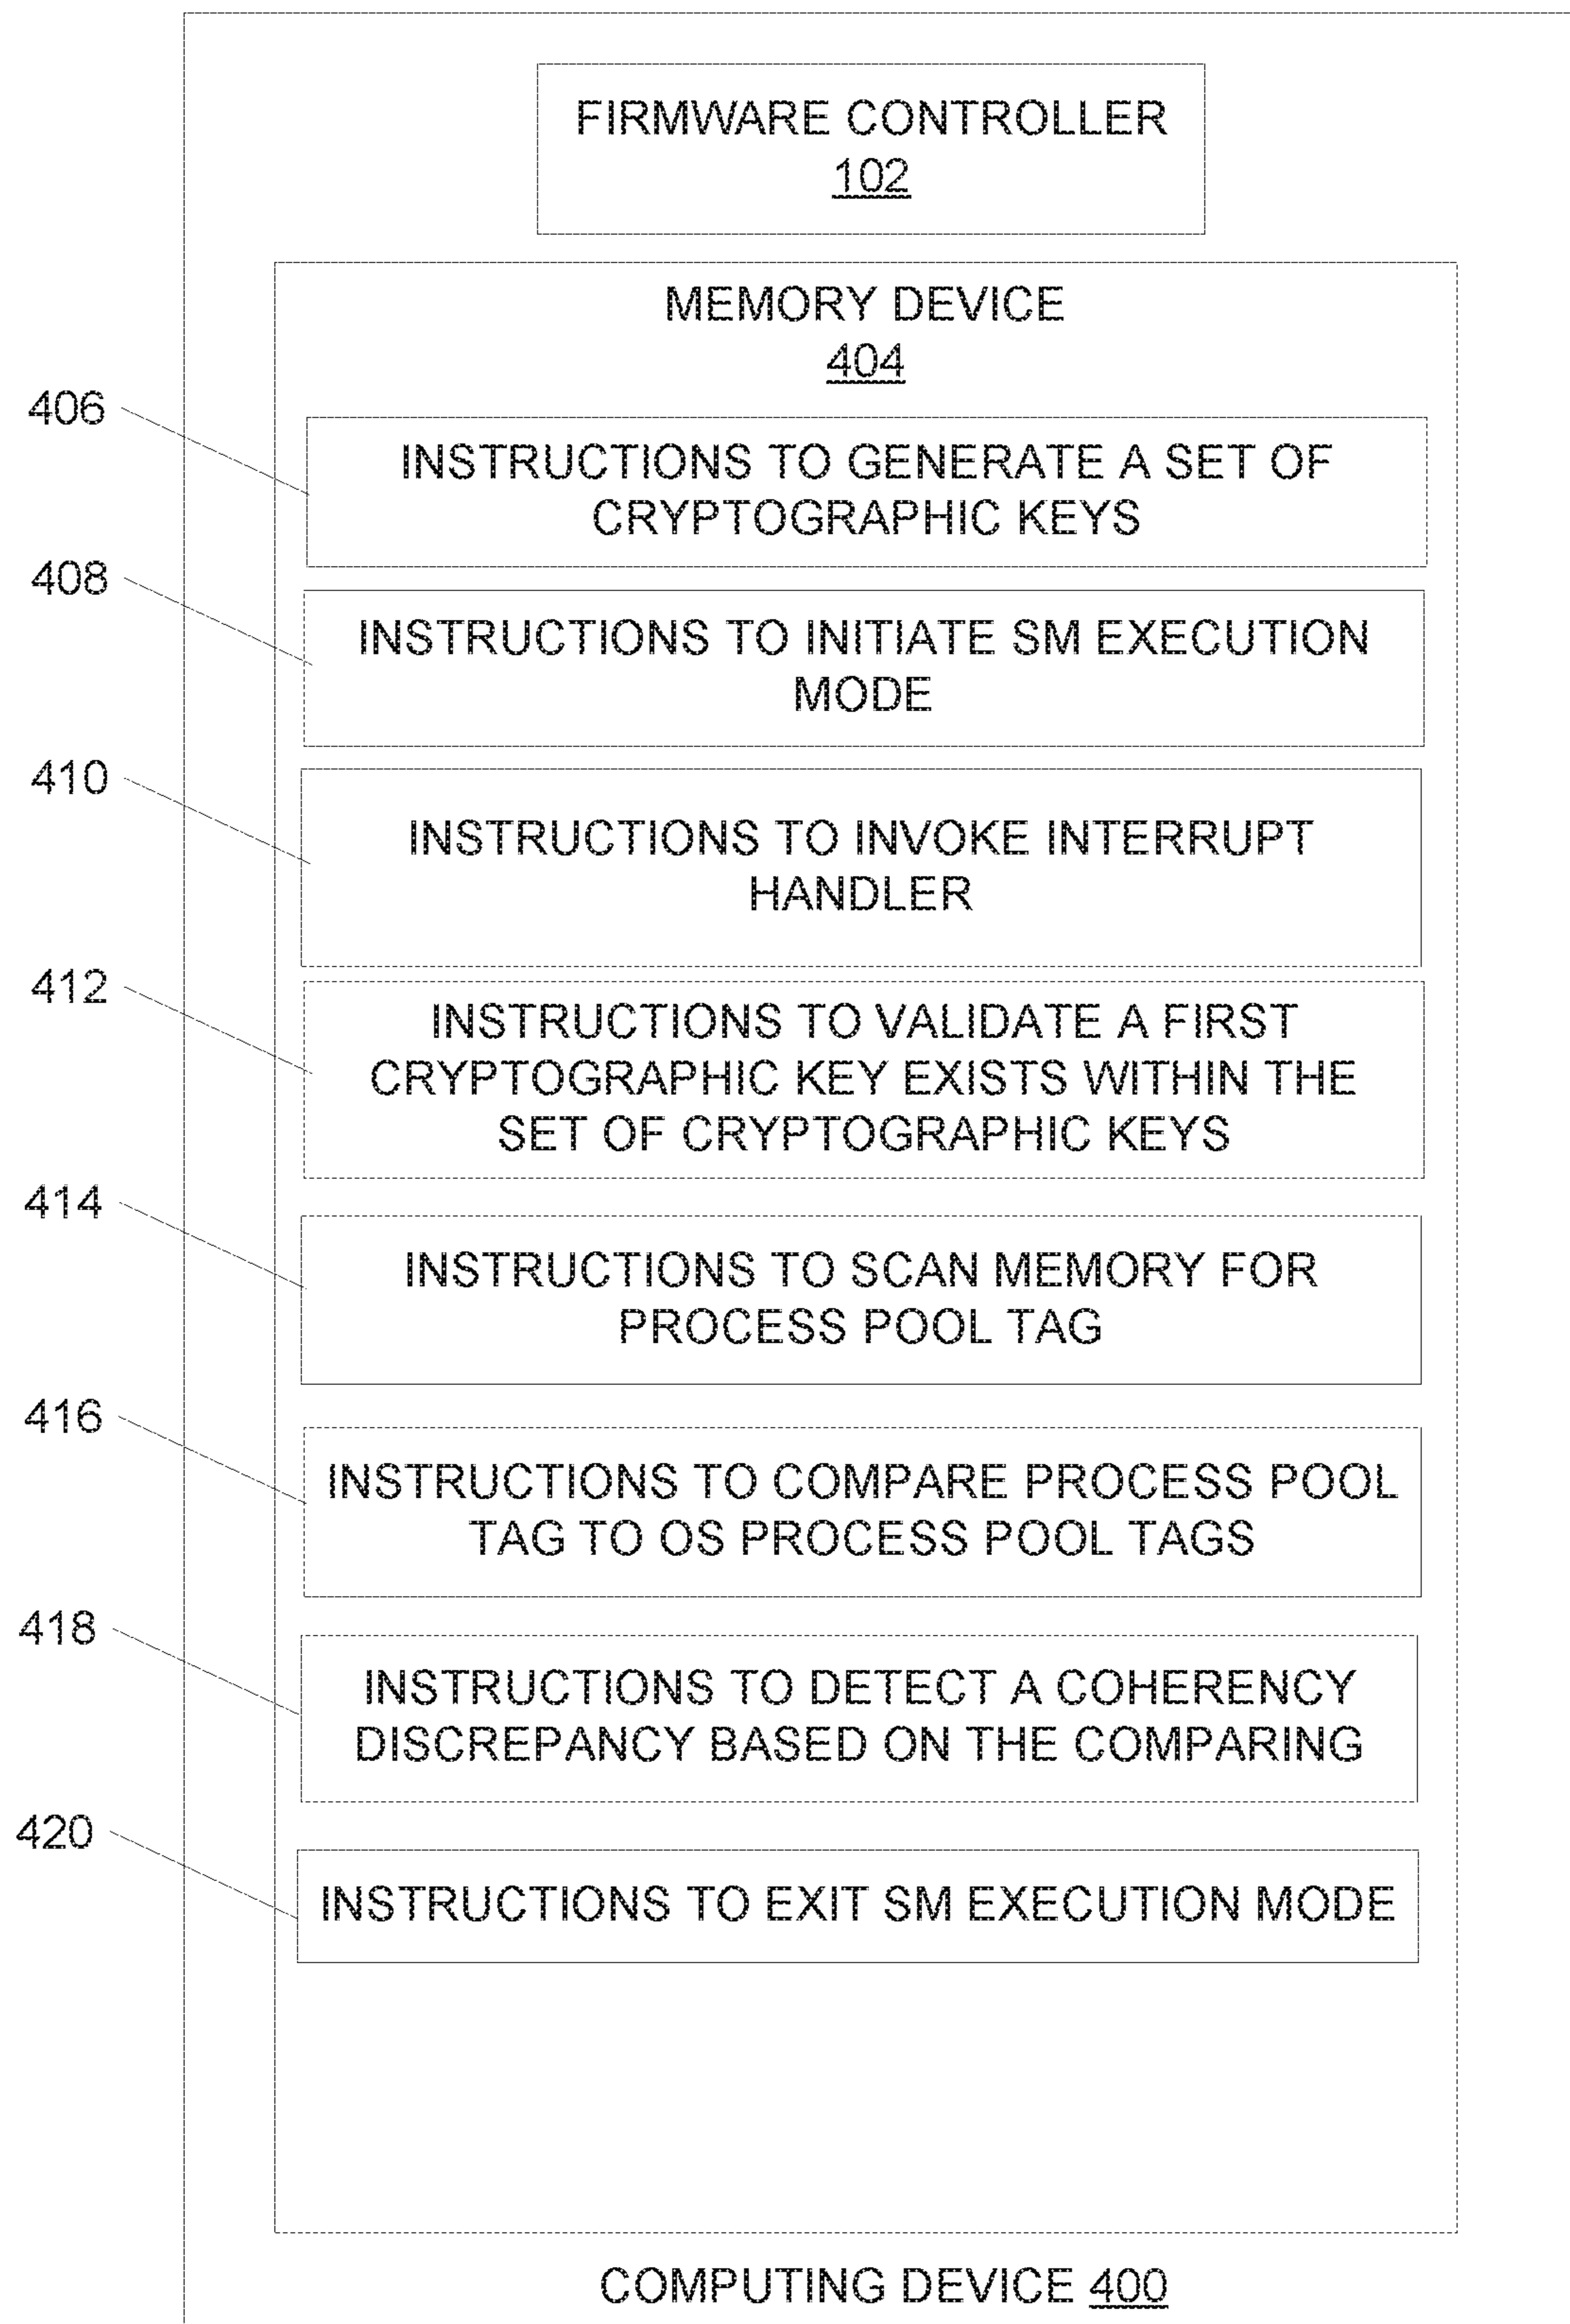 FIRMWARE CONTROLLER
102
MEMORY DEVICE
404
406
INSTRUCTIONS TO GENERATE A SET OF
CRYPTOGRAPHIC KEYS
408
INSTRUCTIONS TO INITIATE SM EXECUTION
MODE
410
INSTRUCTIONS TO INVOKE INTERRUPT
HANDLER
412
INSTRUCTIONS TO VALIDATE A FIRST
CRYPTOGRAPHIC KEY EXISTS WITHIN THE
SET OF CRYPTOGRAPHIC KEYS
414
INSTRUCTIONS TO SCAN MEMORY FOR
PROCESS POOL TAG
416
INSTRUCTIONS TO COMPARE PROCESS POOL
TAG TO OS PROCESS POOL TAGS
418
INSTRUCTIONS TO DETECT A COHERENCY
DISCREPANCY BASED ON THE COMPARING
420
INSTRUCTIONS TO EXIT SM EXECUTION MODE
COMPUTING DEVICE 400